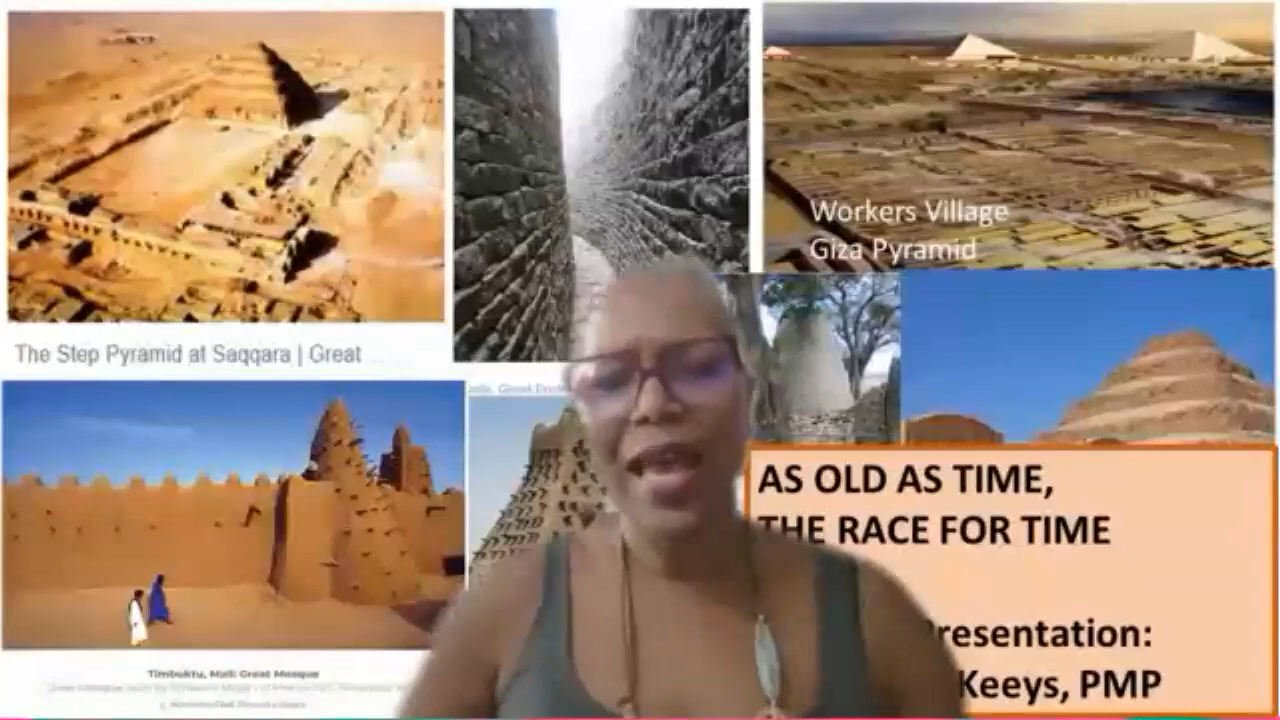 Workers Village
Giza Pyramid
The Step Pyramid at Saqqara | Great
AS OLD AS TIME,
THE RACE FOR TIME
resentation:
Keeys, PMP
Timbuktu, Mali: Great Mosque